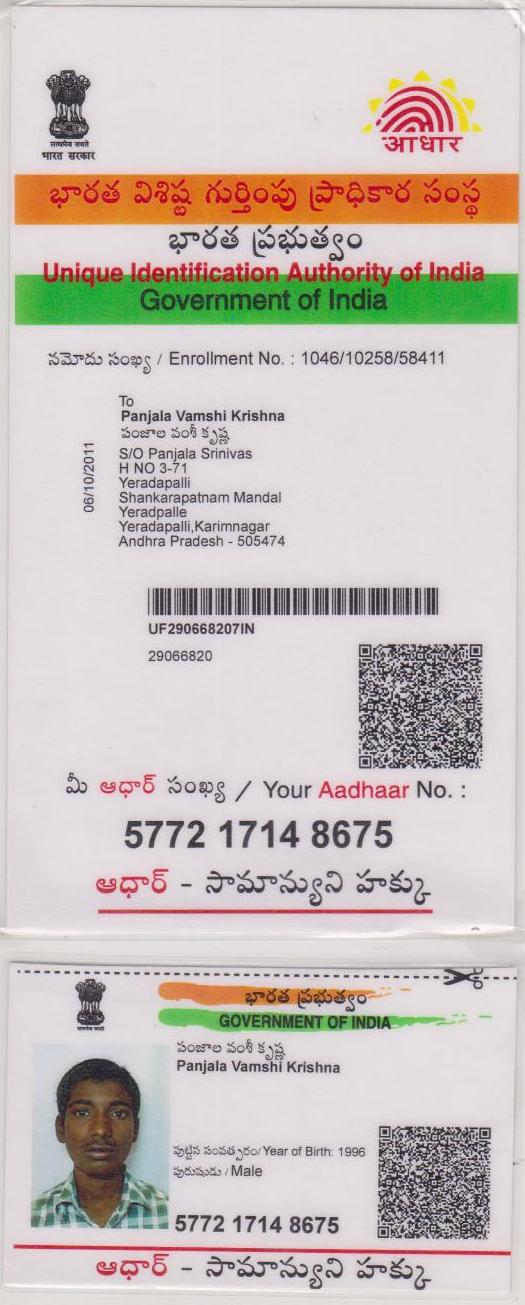 सत्यमेव जयते
भारत सरकार
आधार
భారత విశిష్ట గుర్తింపు ప్రాధికార సంస్థ
భారత ప్రభుత్వం
Unique Identification Authority of India
Government of India
నమోదు సంఖ్య / Enrollment No. : 1046/10258/58411
06/10/2011
To
Panjala Vamshi Krishna
పంజాల వంశీ కృష్ణ
S/O Panjala Srinivas
H NO 3-71
Yeradapalli
Shankarapatnam Mandal
Yeradpalle
Yeradapalli,Karimnagar
Andhra Pradesh - 505474
UF290668207IN
29066820
మీ ఆధార్ సంఖ్య / Your Aadhaar No. :
5772 1714 8675
ఆధార్ - సామాన్యుని హక్కు
భారత ప్రభుత్వం
GOVERNMENT OF INDIA
పంజాల వంశీ కృష్ణ
Panjala Vamshi Krishna
పుట్టిన సంవత్సరం/ Year of Birth: 1996
పురుషుడు / Male
5772 1714 8675
ఆధార్ - సామాన్యుని హక్కు